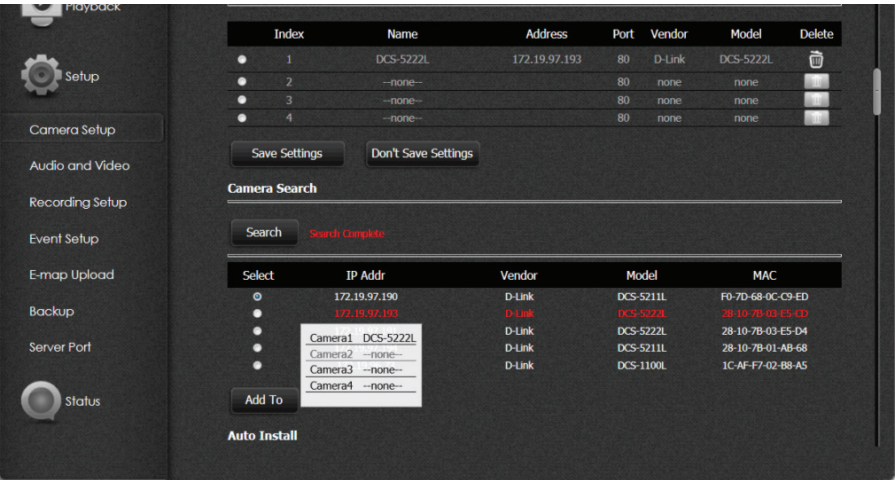 Playback
Setup
Camera Setup
Audio and Video
Recording Setup
Event Setup
E-map Upload
Backup
Server Port
Status
Index Name Address Port Vendor Model Delete
1 DCS-5222L 172.19.97.193 80 D-Link DCS-5222L
2 --none-- 80 none none
3 --none-- 80 none none
4 --none-- 80 none none
Save Settings Don't Save Settings
Camera Search
Search Search Complete
Select IP Addr Vendor Model MAC
172.19.97.190 D-Link DCS-5211L F0-7D-68-0C-C9-ED
172.19.97.193 D-Link DCS-5222L 28-10-7B-03-E5-CD
D-Link DCS-5222L 28-10-7B-03-E5-D4
D-Link DCS-5211L 28-10-7B-01-AB-68
D-Link DCS-1100L 1C-AF-F7-02-B8-A5
Camera1 DCS-5222L
Camera2 --none--
Camera3 --none--
Camera4 --none--
Add To
Auto Install